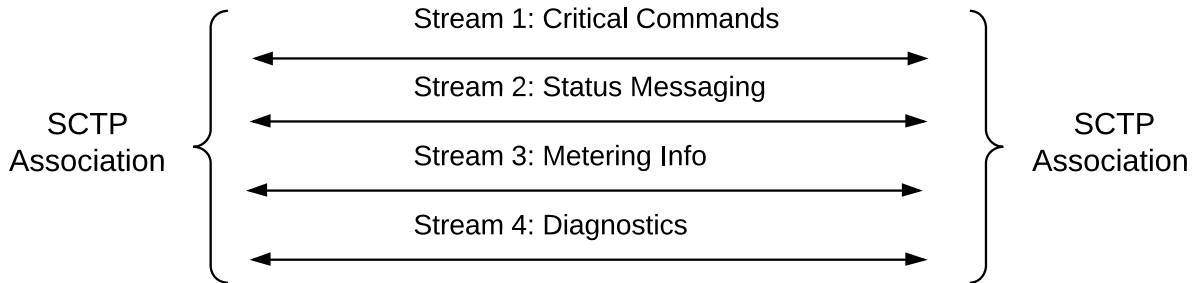 Stream 1: Critical Commands
Stream 2: Status Messaging
SCTP
Association
Stream 3: Metering Info
Stream 4: Diagnostics
SCTP
Association